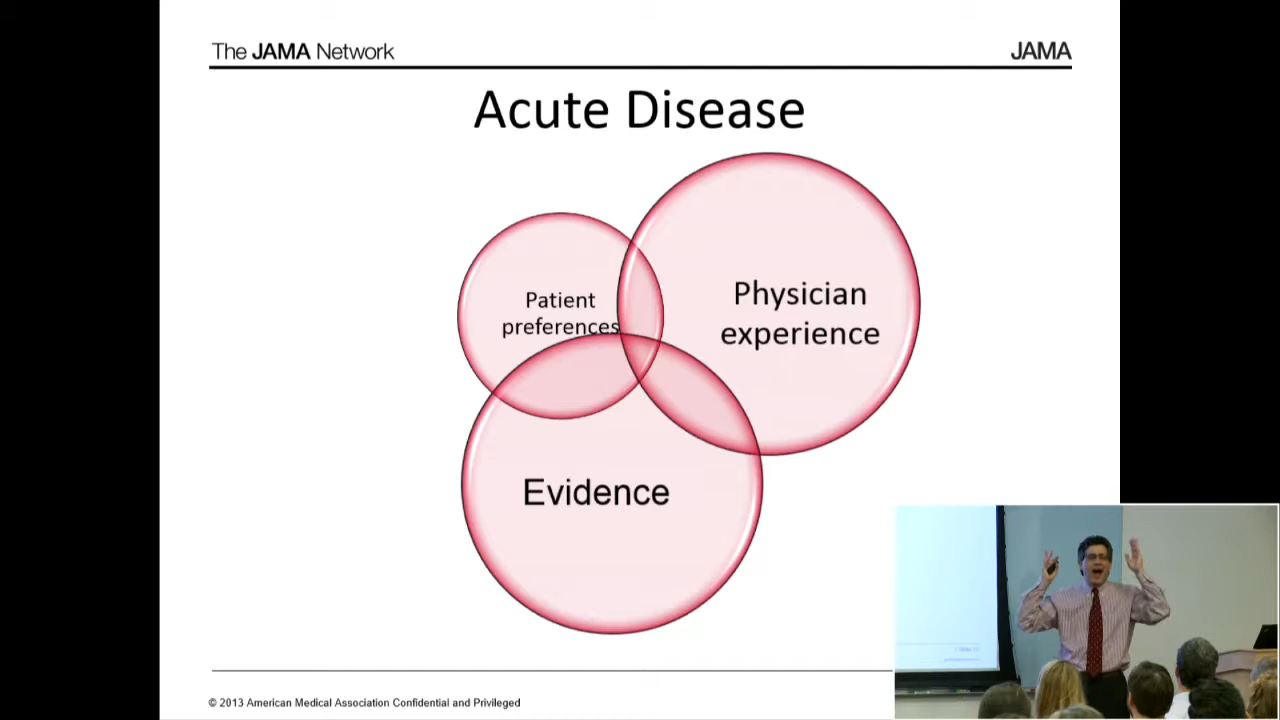 The JAMA Network
JAMA
Acute Disease
Patient
preferences
Physician
experience
Evidence
© 2013 American Medical Association Confidential and Privileged